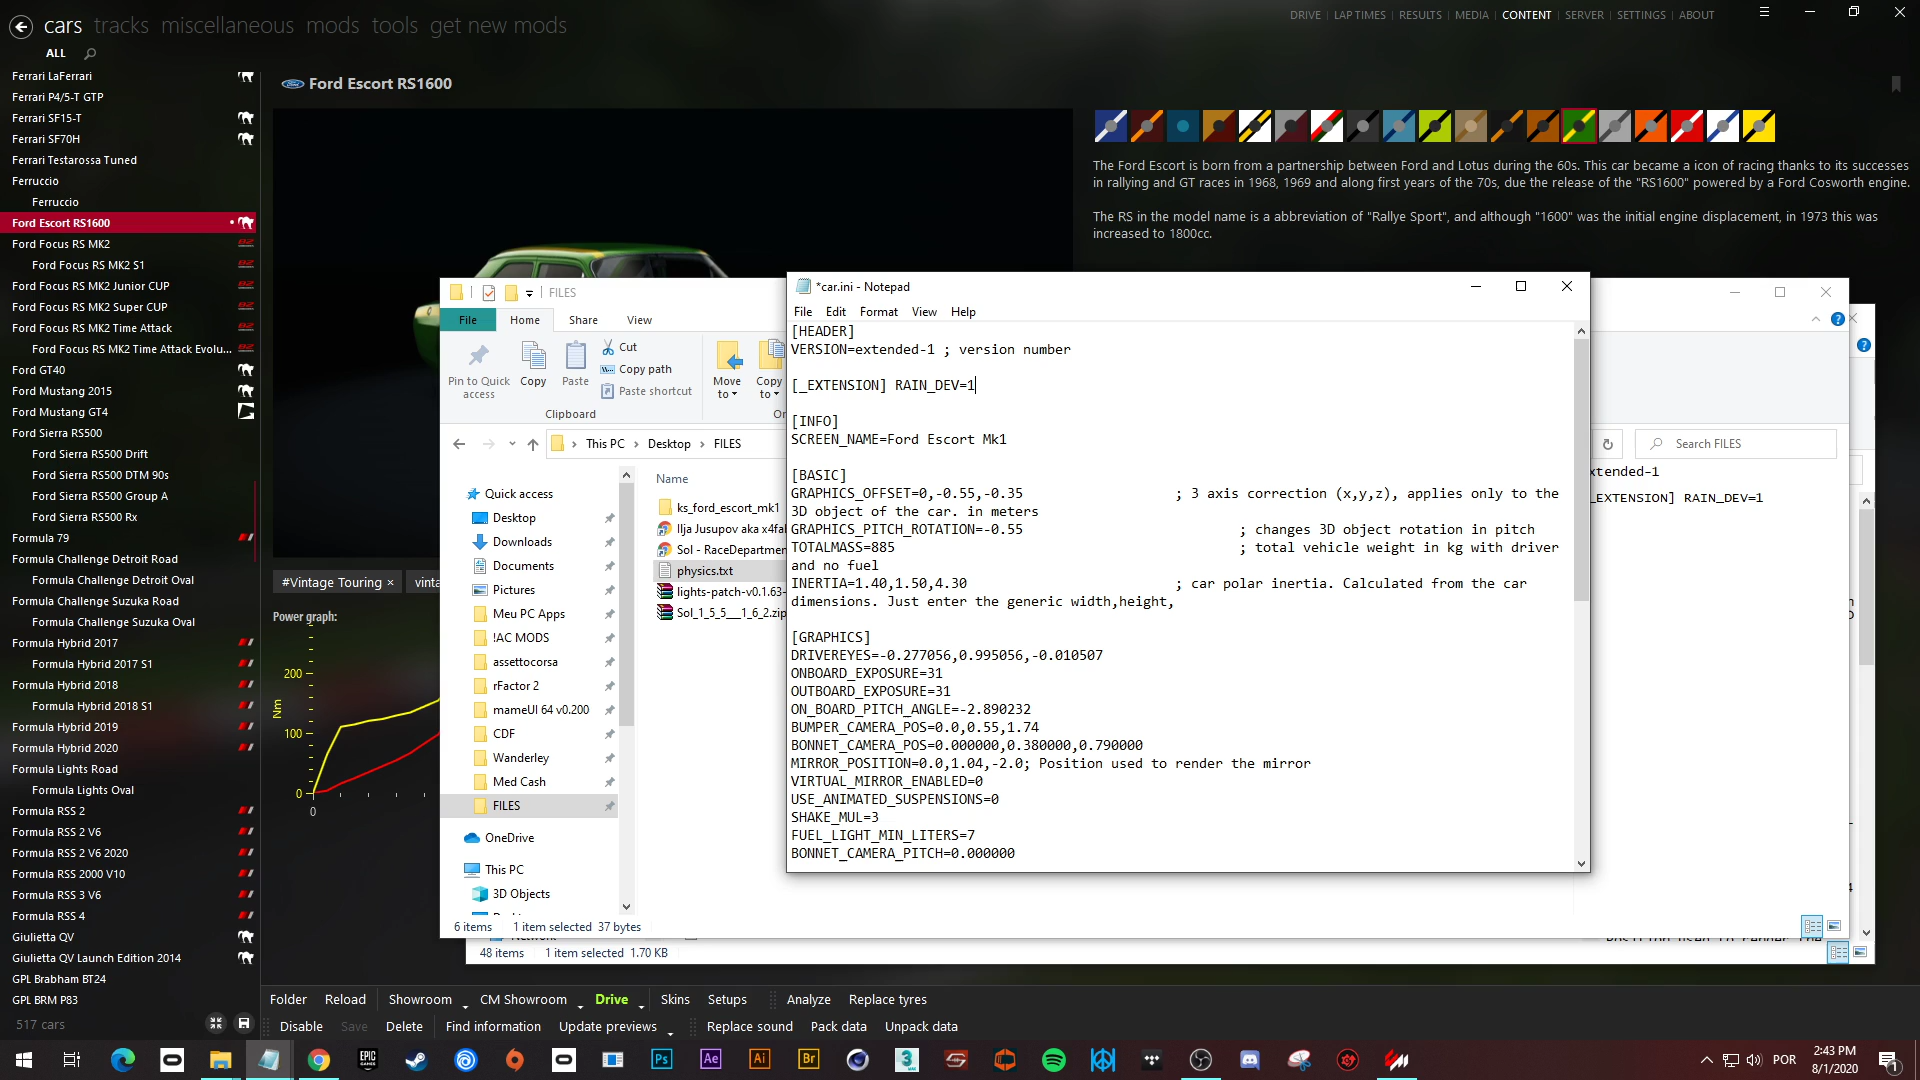 cars tracks miscellaneous mods tools get new mods
DRIVE | LAP TIMES | RESULTS | MEDIA | CONTENT | SERVER | SETTINGS | ABOUT
ALL
Ferrari LaFerrari
Ferrari P4/5-T GTP
Ferrari SF15-T
Ferrari SF70H
Ferrari Testarossa Tuned
Ferruccio
Ferruccio
Ford Escort RS1600
Ford Focus RS MK2
Ford Focus RS MK2 S1
Ford Focus RS MK2 Junior CUP
Ford Focus RS MK2 Super CUP
Ford Focus RS MK2 Time Attack
Ford Focus RS MK2 Time Attack Evolu...
Ford GT40
Ford Mustang 2015
Ford Mustang GT4
Ford Sierra RS500
Ford Sierra RS500 Drift
Ford Sierra RS500 DTM 90s
Ford Sierra RS500 Group A
Ford Sierra RS500 Rx
Formula 79
Formula Challenge Detroit Road
Formula Challenge Detroit Oval
Formula Challenge Suzuka Road
Formula Challenge Suzuka Oval
Formula Hybrid 2017
Formula Hybrid 2017 S1
Formula Hybrid 2018
Formula Hybrid 2018 S1
Formula Hybrid 2019
Formula Hybrid 2020
Formula Lights Road
Formula Lights Oval
Formula RSS 2
Formula RSS 2 V6
Formula RSS 2 V6 2020
Formula RSS 2000 V10
Formula RSS 3 V6
Formula RSS 4
Giulietta QV
Giulietta QV Launch Edition 2014
GPL Brabham BT24
GPL BRM P83
517 cars
Ford Escort RS1600
The Ford Escort is born from a partnership between Ford and Lotus during the 60s. This car became a icon of racing thanks to its successes
in rallying and GT races in 1968, 1969 and along first years of the 70s, due the release of the "RS1600" powered by a Ford Cosworth engine.
The RS in the model name is a abbreviation of "Rallye Sport", and although "1600" was the initial engine displacement, in 1973 this was
increased to 1800cc.
#Vintage Touring ×
vinta
Power graph:
200
Nm
100
0
0
FILES
File Home Share View
Pin to Quick
access
Copy
Paste
Cut
Copy path
Paste shortcut
Move
to
Copy
to
Clipboard
Or
This PC > Desktop > FILES
Search FILES
Quick access
Desktop
Downloads
Documents
Pictures
Meu PC Apps
!AC MODS
assettocorsa
rFactor 2
mameUI 64 v0.200
CDF
Wanderley
Med Cash
FILES
OneDrive
This PC
3D Objects
Name
ks_ford_escort_mk1
Ilja Jusupov aka x4fal
Sol - RaceDepartmen
physics.txt
lights-patch-v0.1.63-
Sol_1_5_5__1_6_2.zip
6 items 1 item selected 37 bytes
48 items 1 item selected 1.70 KB
*car.ini - Notepad
File Edit Format View Help
[HEADER]
VERSION=extended-1 ; version number
[_EXTENSION] RAIN_DEV=1
[INFO]
SCREEN_NAME=Ford Escort Mk1
[BASIC]
GRAPHICS_OFFSET=0,-0.55,-0.35 ; 3 axis correction (x,y,z), applies only to the
3D object of the car. in meters
GRAPHICS_PITCH_ROTATION=-0.55 ; changes 3D object rotation in pitch
TOTALMASS=885 ; total vehicle weight in kg with driver
and no fuel
INERTIA=1.40,1.50,4.30 ; car polar inertia. Calculated from the car
dimensions. Just enter the generic width,height,
[GRAPHICS]
DRIVEREYES=-0.277056,0.995056,-0.010507
ONBOARD_EXPOSURE=31
OUTBOARD_EXPOSURE=31
ON_BOARD_PITCH_ANGLE=-2.890232
BUMPER_CAMERA_POS=0.0,0.55,1.74
BONNET_CAMERA_POS=0.000000,0.380000,0.790000
MIRROR_POSITION=0.0,1.04,-2.0; Position used to render the mirror
VIRTUAL_MIRROR_ENABLED=0
USE_ANIMATED_SUSPENSIONS=0
SHAKE_MUL=3
FUEL_LIGHT_MIN_LITERS=7
BONNET_CAMERA_PITCH=0.000000
xtended-1
_EXTENSION] RAIN_DEV=1
Folder Reload Showroom CM Showroom Drive Skins Setups Analyze Replace tyres
Disable Save Delete Find information Update previews Replace sound Pack data Unpack data
EPIC GAMES
Ps
Ae
Ai
Br
3
POR
2:43 PM
8/1/2020
1